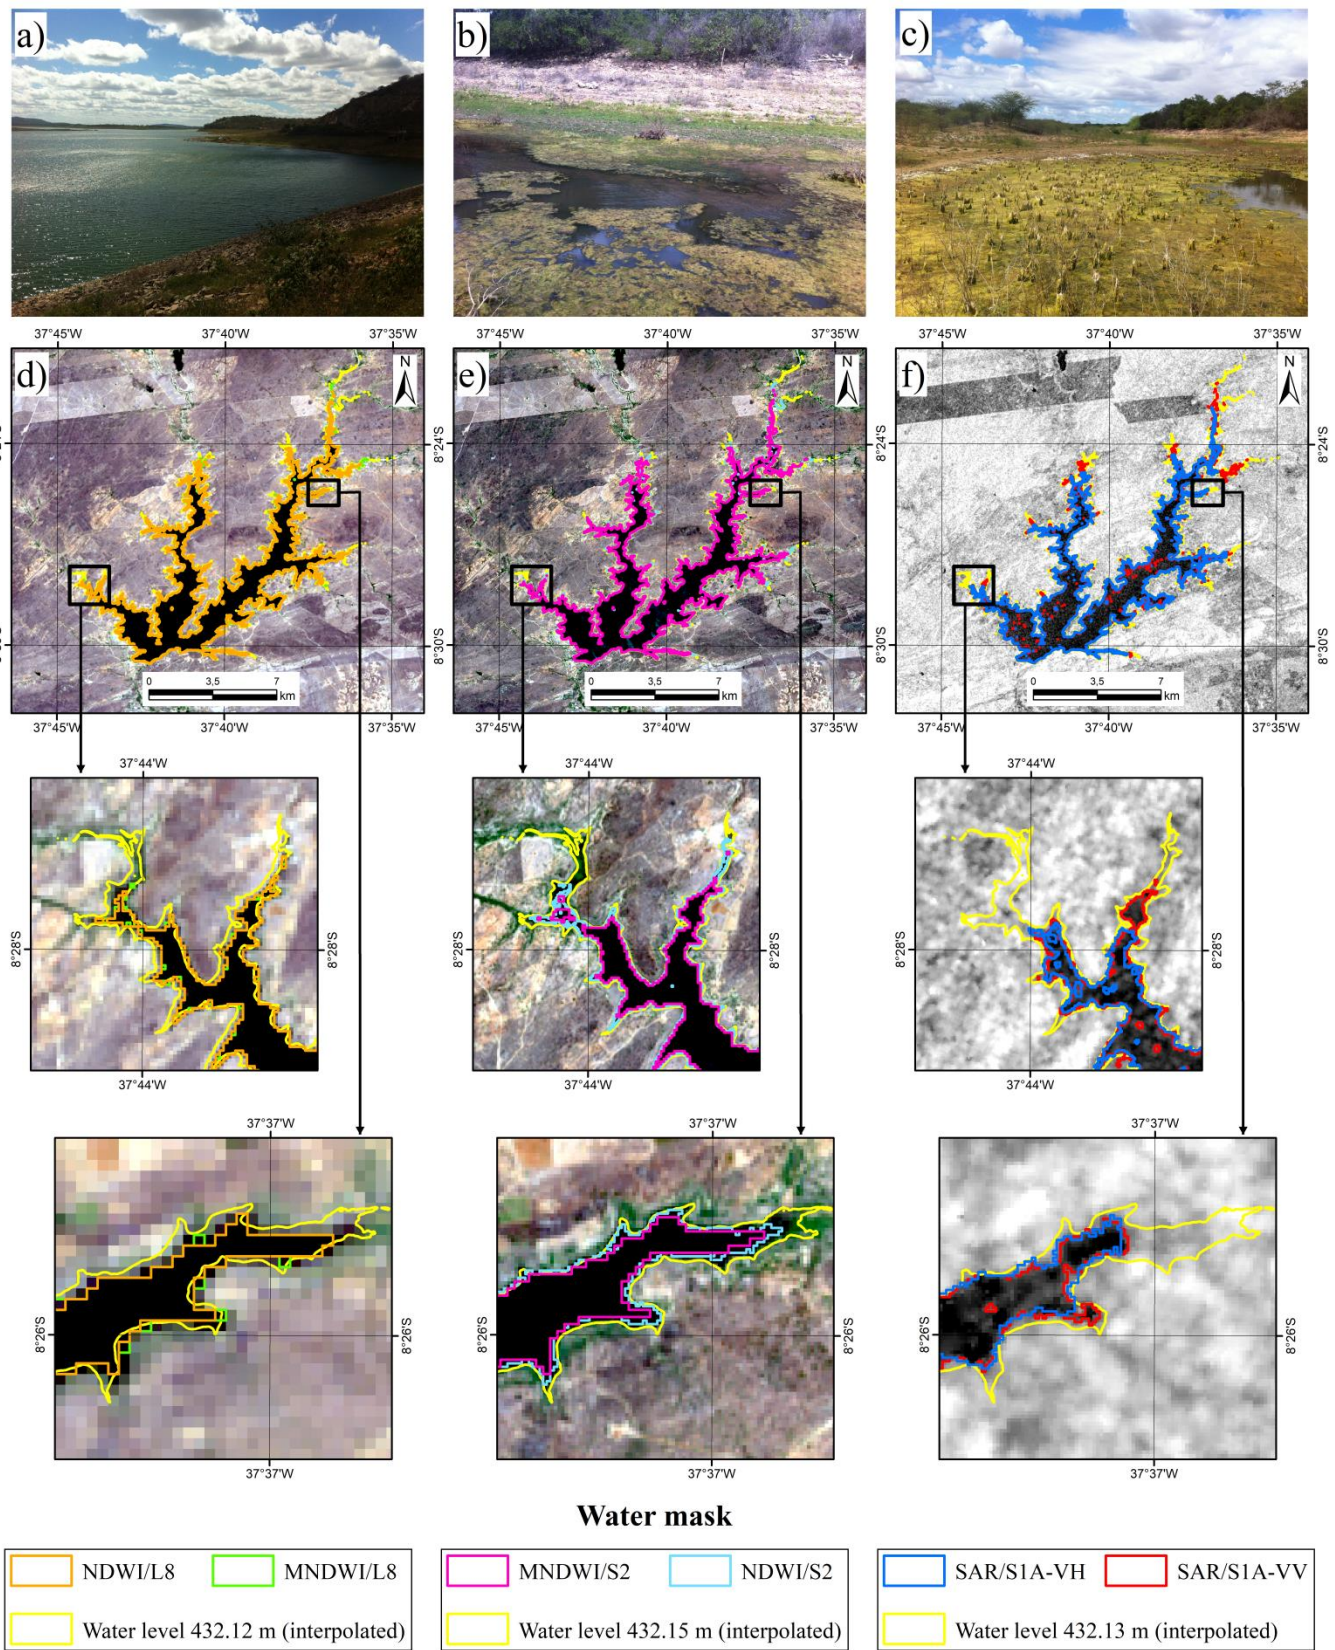 a)
b)
c)
37°45'W 37°40'W 37°35'W 37°45'W 37°40'W 37°35'W 37°45'W 37°40'W 37°35'W
d) N
e) N
f) N
8°24'S 8°24'S 8°24'S
8°30'S 8°30'S 8°30'S
0 3,5 7 km
0 3,5 7 km
0 3,5 7 km
37°45'W 37°40'W 37°35'W 37°45'W 37°40'W 37°35'W 37°45'W 37°40'W 37°35'W
37°44'W 37°44'W 37°44'W
8°28'S 8°28'S 8°28'S 8°28'S 8°28'S 8°28'S
37°44'W 37°44'W 37°44'W
37°37'W 37°37'W 37°37'W
8°26'S 8°26'S 8°26'S
37°37'W 37°37'W 37°37'W
Water mask
NDWI/L8 MNDWI/L8
Water level 432.12 m (interpolated)
MNDWI/S2 NDWI/S2
Water level 432.15 m (interpolated)
SAR/S1A-VH SAR/S1A-VV
Water level 432.13 m (interpolated)